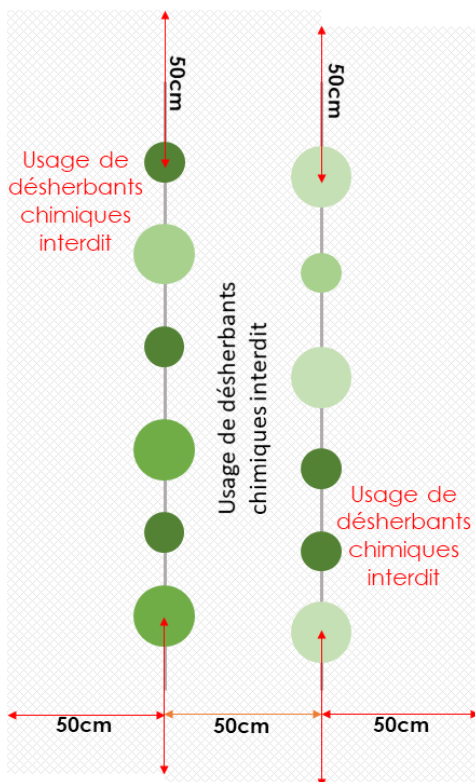 50cm
50cm
Usage de
désherbants
chimiques
interdit
Usage de désherbants
chimiques interdit
Usage de
désherbants
chimiques
interdit
50cm
50cm
50cm